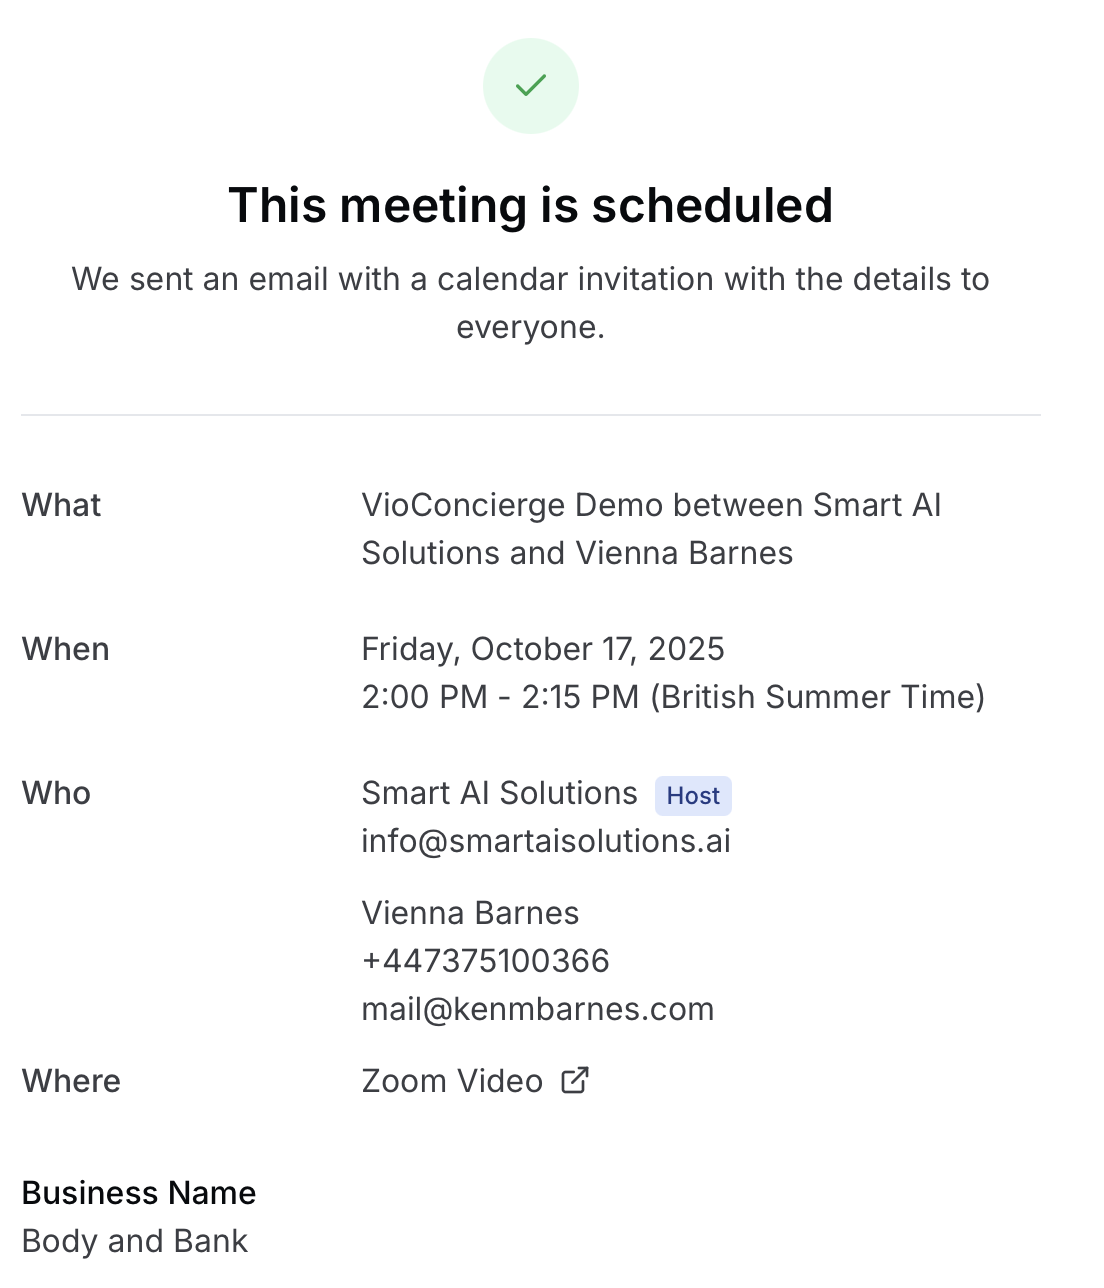 This meeting is scheduled
We sent an email with a calendar invitation with the details to
everyone.
What
VioConcierge Demo between Smart AI
Solutions and Vienna Barnes
When
Friday, October 17, 2025
2:00 PM - 2:15 PM (British Summer Time)
Who
Smart AI Solutions Host
info@smartaisolutions.ai
Vienna Barnes
+447375100366
mail@kenmbarnes.com
Where
Zoom Video
Business Name
Body and Bank